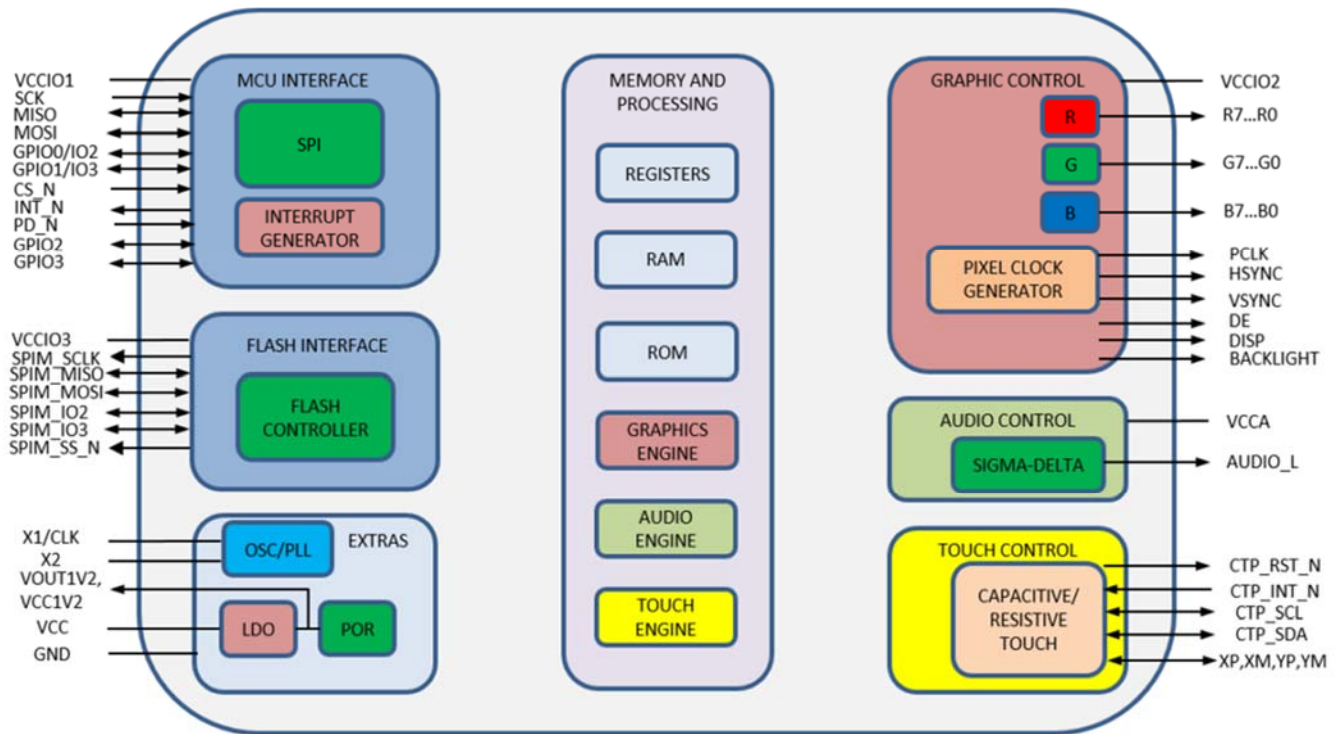 VCCIO1
SCK
MISO
MOSI
GPIO0/IO2
GPIO1/IO3
CS_N
INT_N
PD_N
GPIO2
GPIO3
MCU INTERFACE
SPI
INTERRUPT
GENERATOR
VCCIO3
SPIM_SCLK
SPIM_MISO
SPIM_MOSI
SPIM_IO2
SPIM_IO3
SPIM_SS_N
FLASH INTERFACE
FLASH
CONTROLLER
X1/CLK
X2
VOUT1V2,
VCC1V2
VCC
GND
OSC/PLL
EXTRAS
LDO
POR
MEMORY AND
PROCESSING
REGISTERS
RAM
ROM
GRAPHICS
ENGINE
AUDIO
ENGINE
TOUCH
ENGINE
GRAPHIC CONTROL
R
G
B
PIXEL CLOCK
GENERATOR
VCCIO2
R7...R0
G7...G0
B7...B0
PCLK
HSYNC
VSYNC
DE
DISP
BACKLIGHT
AUDIO CONTROL
SIGMA-DELTA
VCCA
AUDIO_L
TOUCH CONTROL
CAPACITIVE/
RESISTIVE
TOUCH
CTP_RST_N
CTP_INT_N
CTP_SCL
CTP_SDA
XP,XM,YP,YM